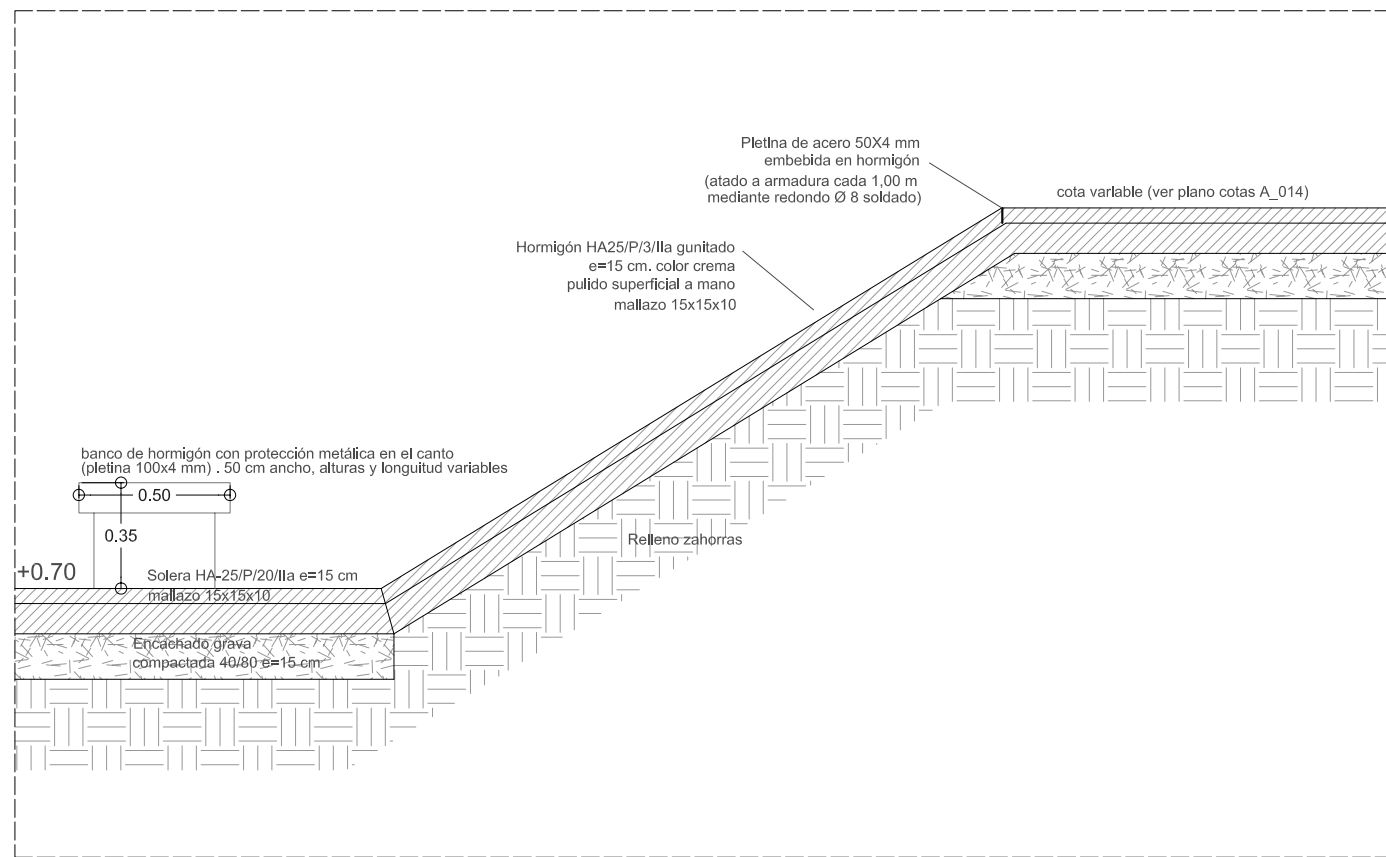 Pletina de acero 50X4 mm
embebida en hormigón
(atado a armadura cada 1,00 m
mediante redondo Ø 8 soldado)
cota variable (ver plano cotas A_014)
Hormigón HA25/P/3/IIa gunitado
e=15 cm. color crema
pulido superficial a mano
mallazo 15x15x10
banco de hormigón con protección metálica en el canto
(pletina 100x4 mm) . 50 cm ancho, alturas y longuitud variables
0.50
0.35
Relleno zahorras
+0.70
Solera HA-25/P/20/IIa e=15 cm
mallazo 15x15x10
Encachado grava
compactada 40/80 e=15 cm